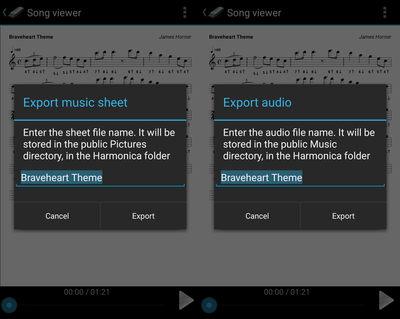 Song viewer
Braveheart Theme
James Horner
Export music sheet
Enter the sheet file name. It will be
stored in the public Pictures
directory, in the Harmonica folder
Braveheart Theme
Cancel Export
00:00 / 01:21
Song viewer
Braveheart Theme
James Horner
Export audio
Enter the audio file name. It will be
stored in the public Music
directory, in the Harmonica folder
Braveheart Theme
Cancel Export
00:00 / 01:21